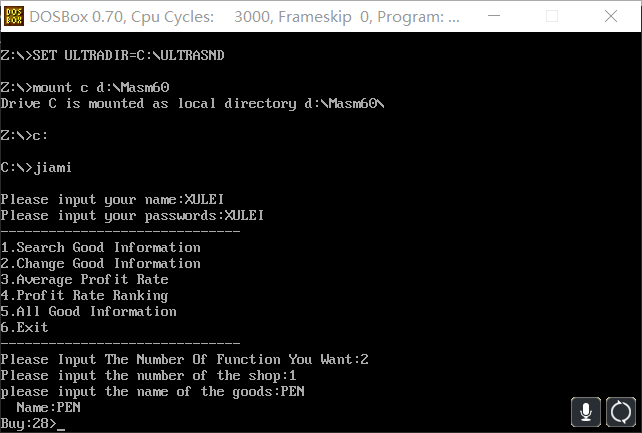 DOSBox 0.70, Cpu Cycles: 3000, Frameskip 0, Program: ...
Z:\>SET ULTRADIR=C:\ULTRASND
Z:\>mount c d:\Masm60
Drive C is mounted as local directory d:\Masm60\
Z:\>c:
C:\>jiami
Please input your name:XULEI
Please input your passwords:XULEI
------------------------------
1.Search Good Information
2.Change Good Information
3.Average Profit Rate
4.Profit Rate Ranking
5.All Good Information
6.Exit
------------------------------
Please Input The Number Of Function You Want:2
Please input the number of the shop:1
please input the name of the goods:PEN
  Name:PEN
Buy:28>_